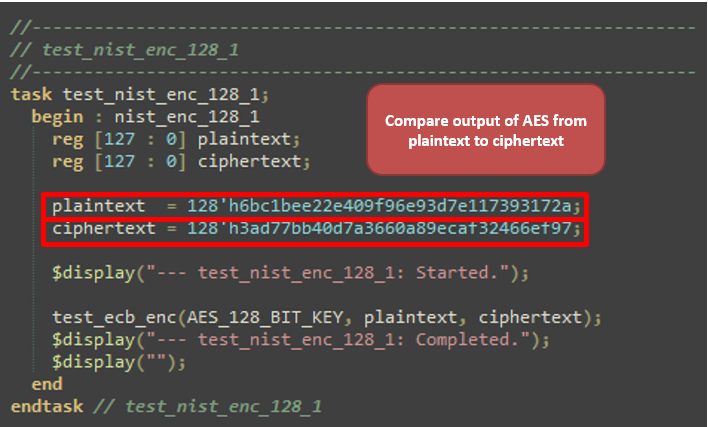 //----------------------------------------------------------------
// test_nist_enc_128_1
//----------------------------------------------------------------
task test_nist_enc_128_1;
begin : nist_enc_128_1
reg [127 : 0] plaintext;
reg [127 : 0] ciphertext;
Compare output of AES from
plaintext to ciphertext
plaintext  = 128'h6bc1bee22e409f96e93d7e117393172a;
ciphertext = 128'h3ad77bb40d7a3660a89ecaf32466ef97;
$display("--- test_nist_enc_128_1: Started.");
test_ecb_enc(AES_128_BIT_KEY, plaintext, ciphertext);
$display("--- test_nist_enc_128_1: Completed.");
$display("");
end
endtask // test_nist_enc_128_1